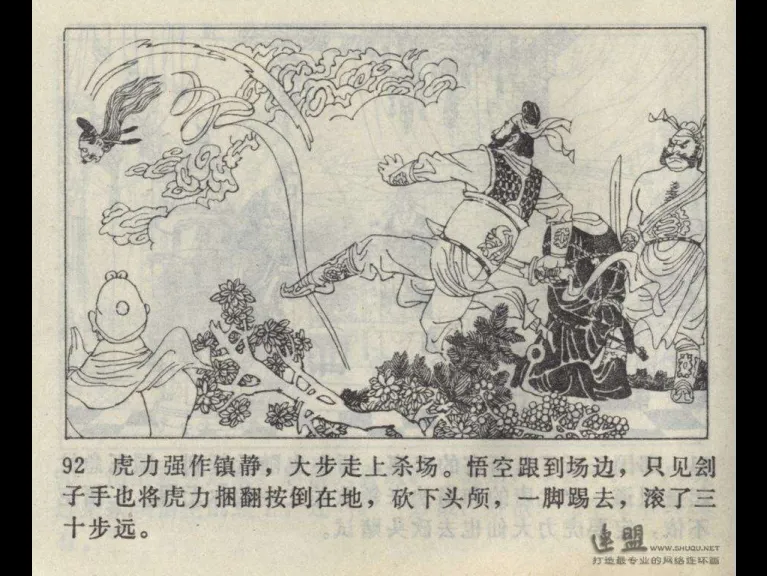 92 虎力强作镇静，大步走上杀场。悟空跟到场边，只见刽
子手也将虎力捆翻按倒在地，砍下头颅，一脚踢去，滚了三
十步远。
连盟 WWW.SHUQU.NET
打造最专业的网络连环画